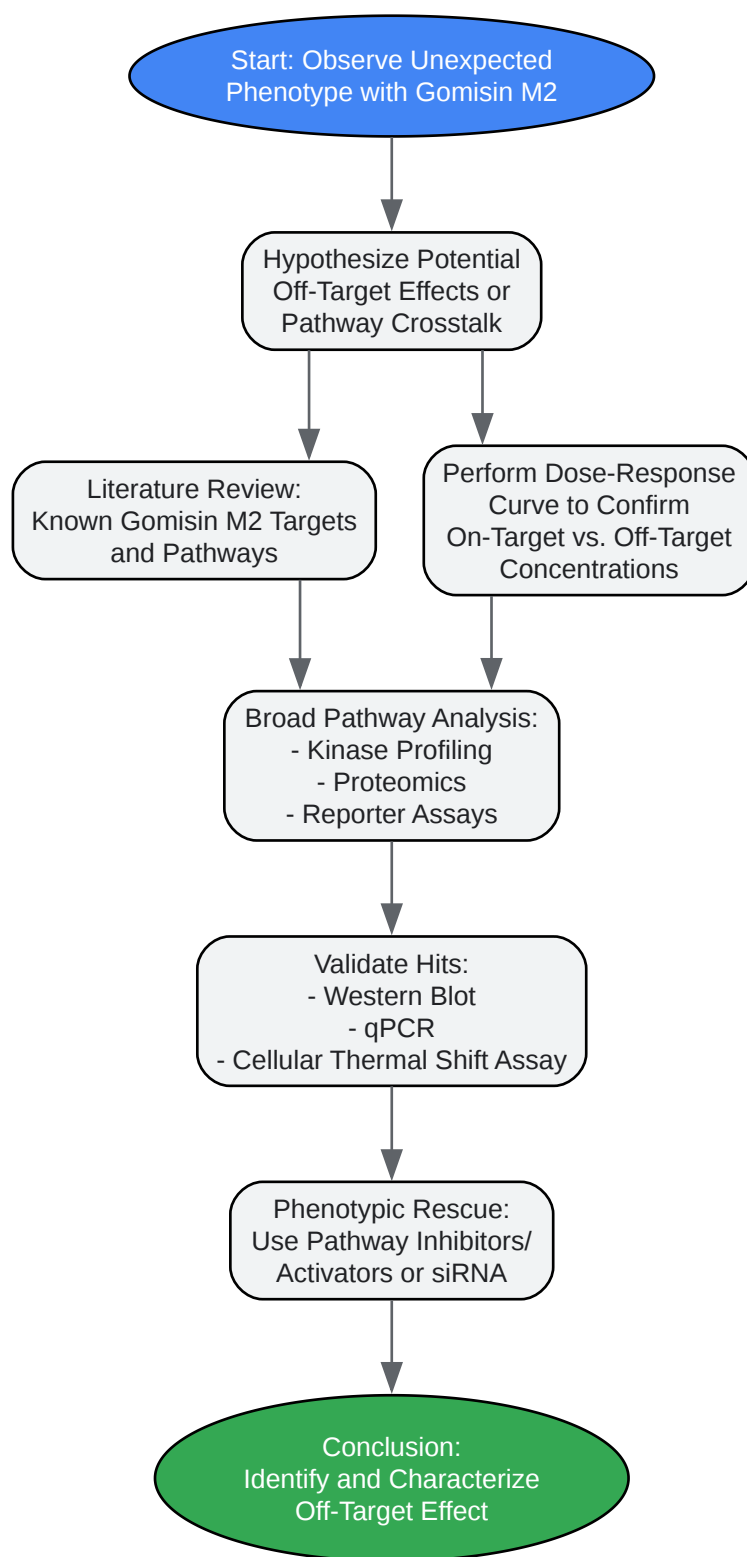 Start: Observe Unexpected
Phenotype with Gomisin M2
Hypothesize Potential
Off-Target Effects or
Pathway Crosstalk
Literature Review:
Known Gomisin M2 Targets
and Pathways
Perform Dose-Response
Curve to Confirm
On-Target vs. Off-Target
Concentrations
Broad Pathway Analysis:
- Kinase Profiling
- Proteomics
- Reporter Assays
Validate Hits:
- Western Blot
- qPCR
- Cellular Thermal Shift Assay
Phenotypic Rescue:
Use Pathway Inhibitors/
Activators or siRNA
Conclusion:
Identify and Characterize
Off-Target Effect